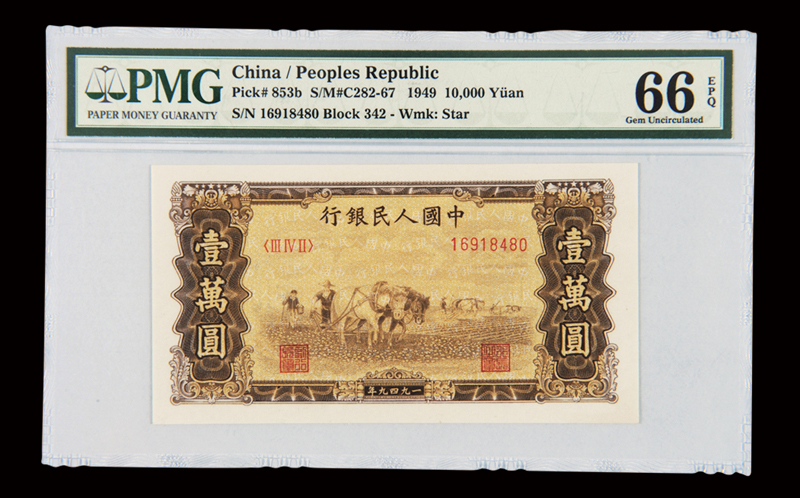 PMG
PAPER MONEY GUARANTY
China / Peoples Republic
Pick# 853b S/M#C282-67 1949 10,000 Yüan
S/N 16918480 Block 342 - Wmk: Star
66 EPQ
Gem Uncirculated
行銀民人國中
〈III IV II〉 16918480
壹萬圓
壹萬圓
年九四九一